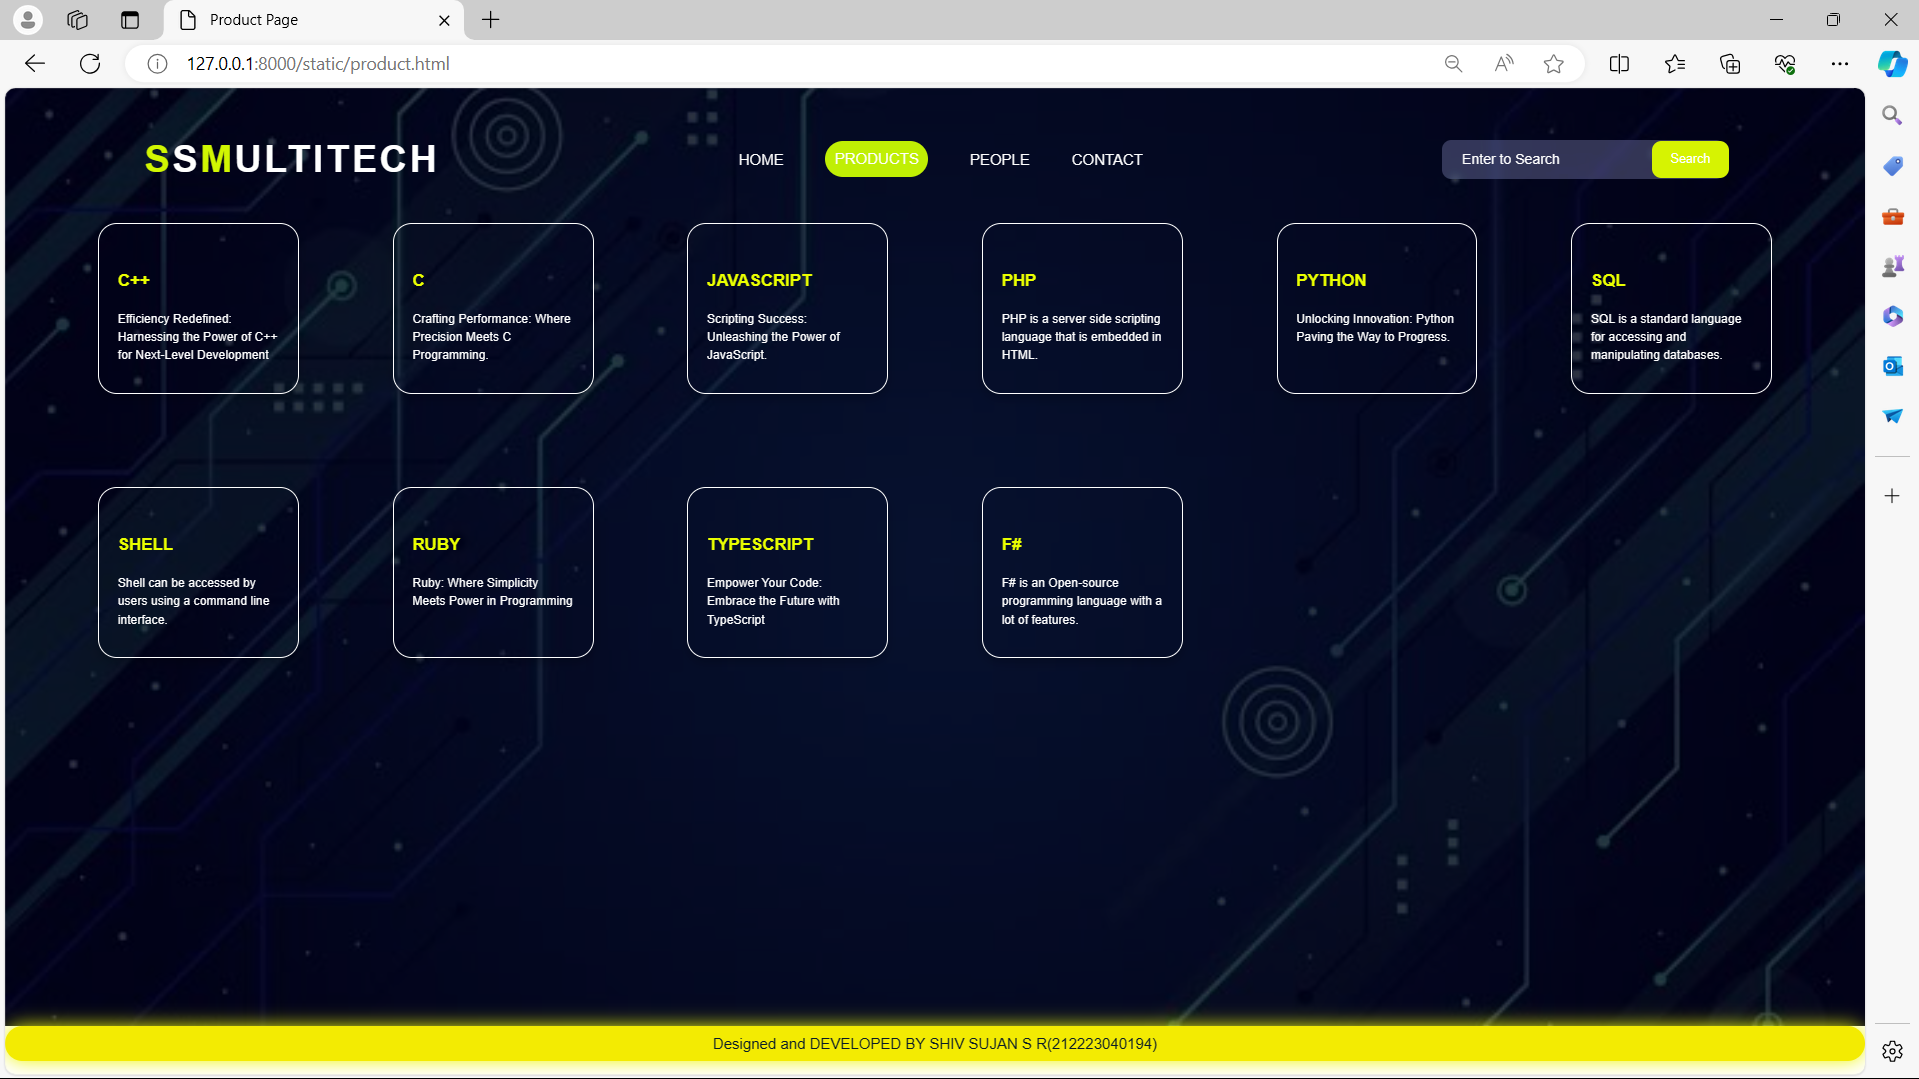 Product Page
127.0.0.1:8000/static/product.html
SSMULTITECH
HOME
PRODUCTS
PEOPLE
CONTACT
Enter to Search
Search
C++
Efficiency Redefined:
Harnessing the Power of C++
for Next-Level Development
C
Crafting Performance: Where
Precision Meets C
Programming.
JAVASCRIPT
Scripting Success:
Unleashing the Power of
JavaScript.
PHP
PHP is a server side scripting
language that is embedded in
HTML.
PYTHON
Unlocking Innovation: Python
Paving the Way to Progress.
SQL
SQL is a standard language
for accessing and
manipulating databases.
SHELL
Shell can be accessed by
users using a command line
interface.
RUBY
Ruby: Where Simplicity
Meets Power in Programming
TYPESCRIPT
Empower Your Code:
Embrace the Future with
TypeScript
F#
F# is an Open-source
programming language with a
lot of features.
Designed and DEVELOPED BY SHIV SUJAN S R(212223040194)